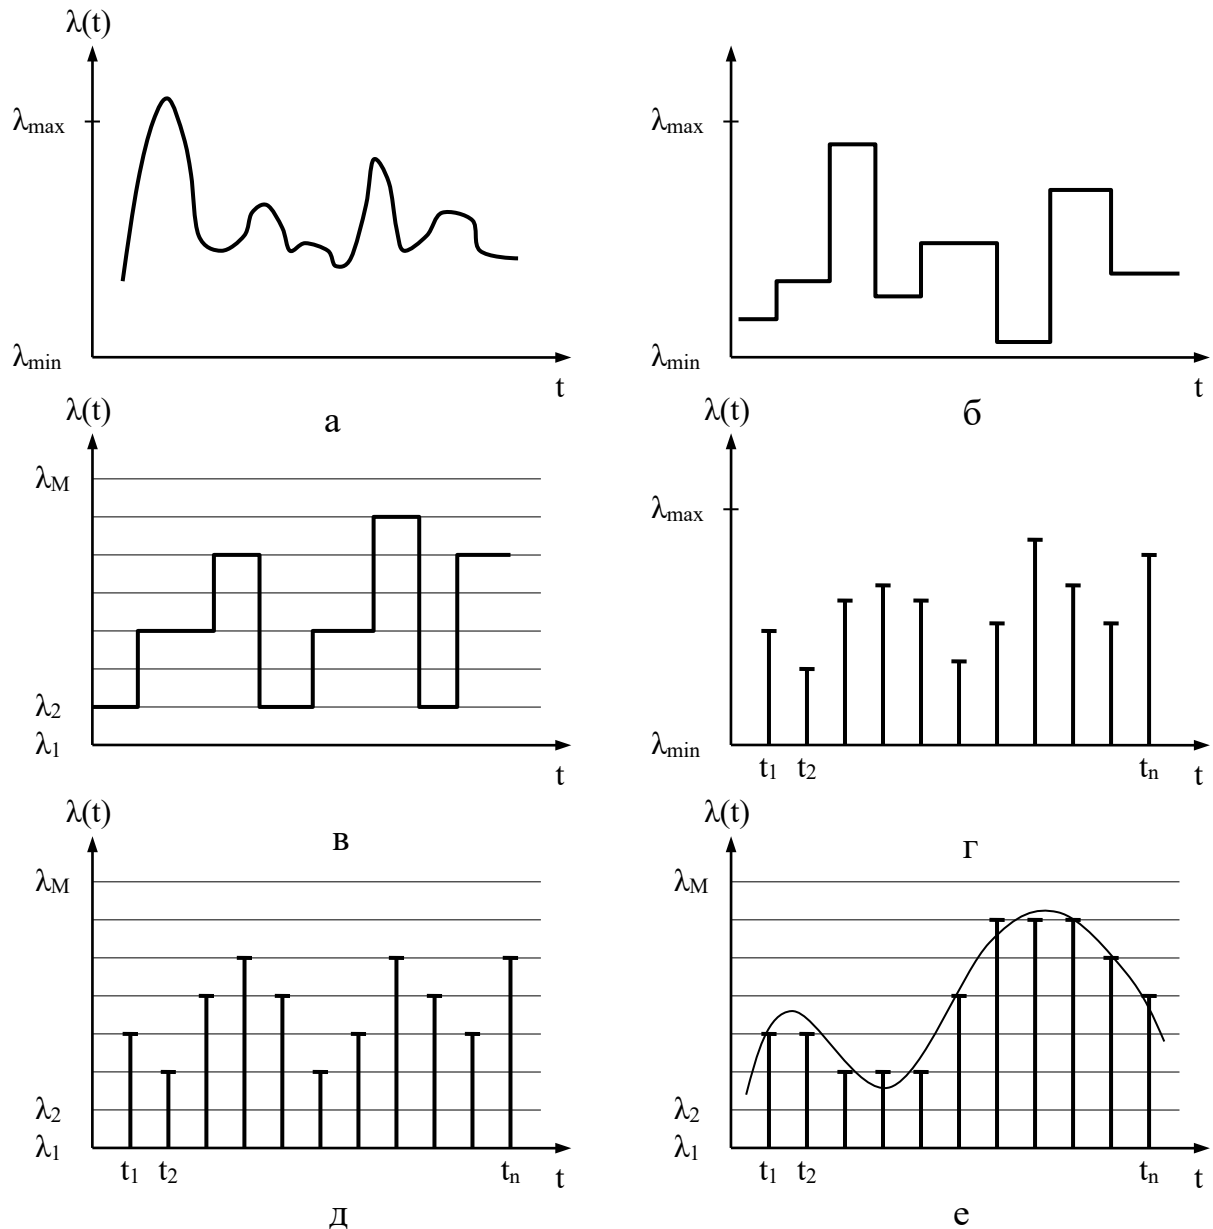 λ(t)
λmax
λmin
t
а
λmax
λmin
t
б
λ(t)
λM
λ2
λ1
t
в
λ(t)
λmax
λmin
t1 t2 tn t
г
λ(t)
λM
λ2
λ1
t1 t2 tn t
д
λ(t)
λM
λ2
λ1
t1 t2 tn t
е